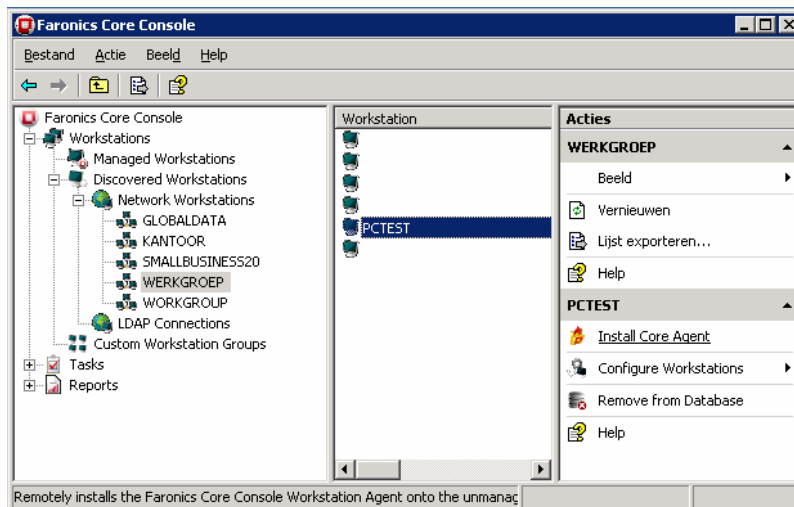 Faronics Core Console
Bestand Actie Beeld Help
Faronics Core Console
Workstations
Managed Workstations
Discovered Workstations
Network Workstations
GLOBALDATA
KANTOOR
SMALLBUSINESS20
WERKGROEP
WORKGROUP
LDAP Connections
Custom Workstation Groups
Tasks
Reports
Workstation
PCTEST
Acties
WERKGROEP
Beeld
Vernieuwen
Lijst exporteren...
Help
PCTEST
Install Core Agent
Configure Workstations
Remove from Database
Help
Remotely installs the Faronics Core Console Workstation Agent onto the unmanag